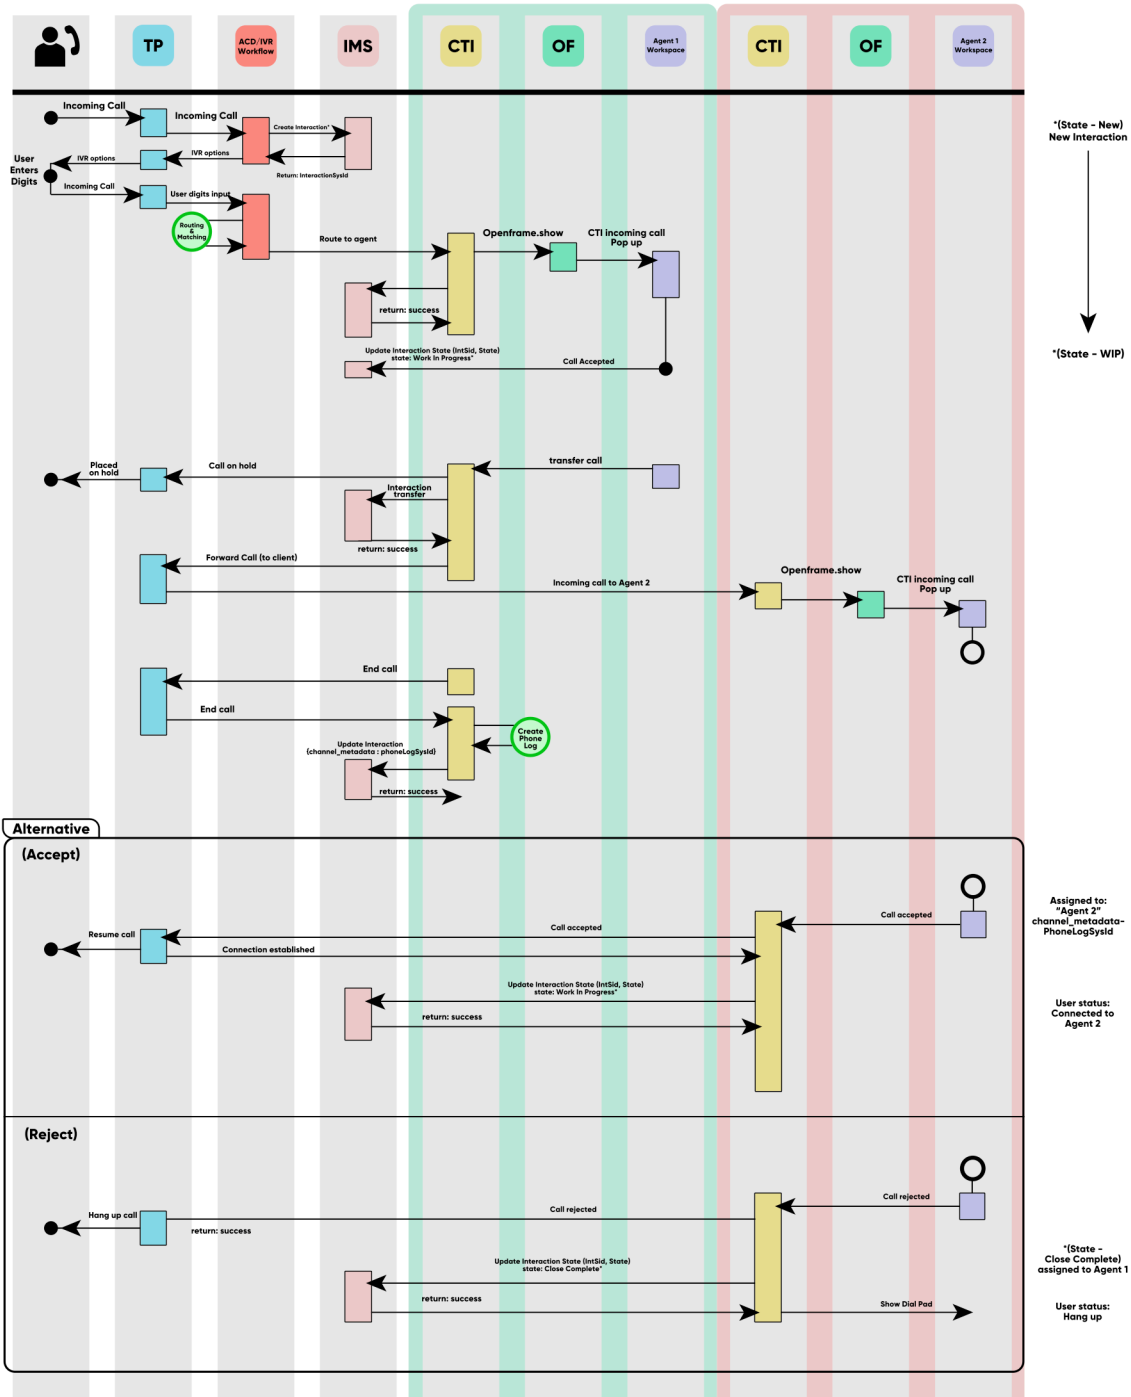 TP
ACD/IVR
Workflow
IMS
CTI
OF
Agent 1
Workspace
CTI
OF
Agent 2
Workspace
Incoming Call
Incoming Call
Create Interaction*
*(State - New)
New Interaction
User
Enters
Digits
IVR options
IVR options
Return: InteractionSysId
Incoming Call
User digits input
Routing
&
Matching
Route to agent
Openframe.show
CTI incoming call
Pop up
return: success
Update Interaction State (IntSid, State)
state: Work In Progress*
Call Accepted
*(State - WIP)
Placed
on hold
Call on hold
transfer call
Interaction
transfer
return: success
Forward Call (to client)
Incoming call to Agent 2
Openframe.show
CTI incoming call
Pop up
End call
End call
Create
Phone
Log
Update Interaction
{channel_metadata : phoneLogSysId}
return: success
Alternative
(Accept)
Assigned to:
"Agent 2"
channel_metadata-
PhoneLogSysId
Call accepted
Call accepted
Resume call
Connection established
Update Interaction State (IntSid, State)
state: Work In Progress*
return: success
User status:
Connected to
Agent 2
(Reject)
Call rejected
Call rejected
Hang up call
return: success
Update Interaction State (IntSid, State)
state: Close Complete*
return: success
Show Dial Pad
*(State -
Close Complete)
assigned to Agent 1
User status:
Hang up